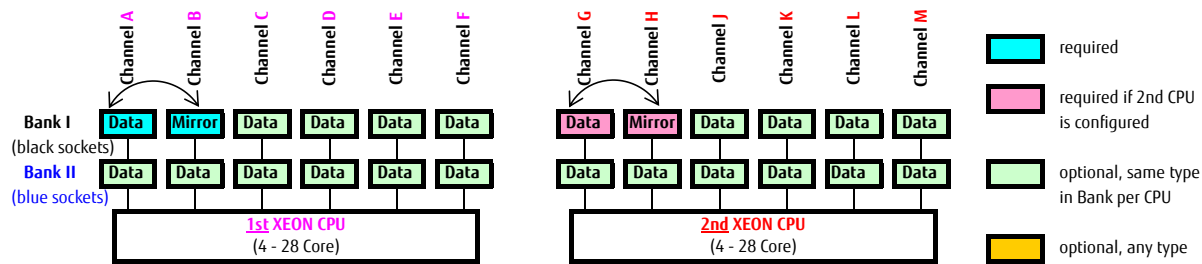 Channel A Channel B Channel C Channel D Channel E Channel F Channel G Channel H Channel J Channel K Channel L Channel M
required
required if 2nd CPU
is configured
Bank I Data Mirror Data Data Data Data Data Mirror Data Data Data Data
(black sockets)
Bank II Data Data Data Data Data Data Data Data Data Data Data Data
(blue sockets)
optional, same type
in Bank per CPU
1st XEON CPU 2nd XEON CPU
(4 - 28 Core) (4 - 28 Core)
optional, any type